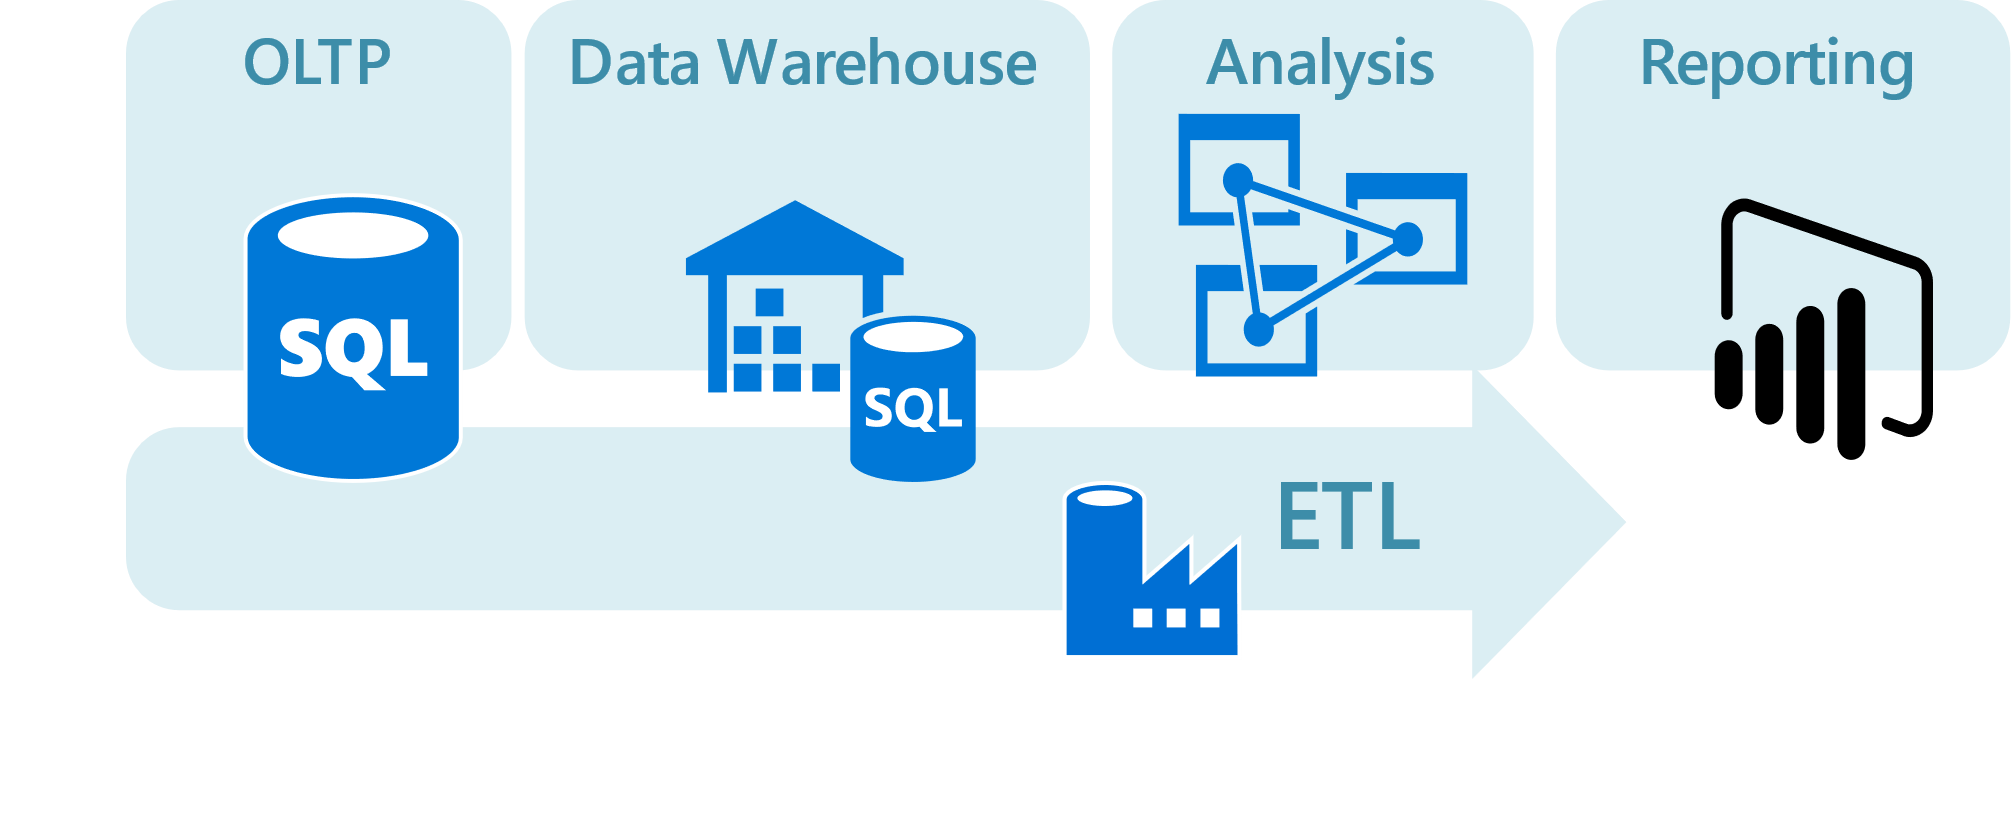 OLTP
Data Warehouse
Analysis
Reporting
SQL
SQL
ETL